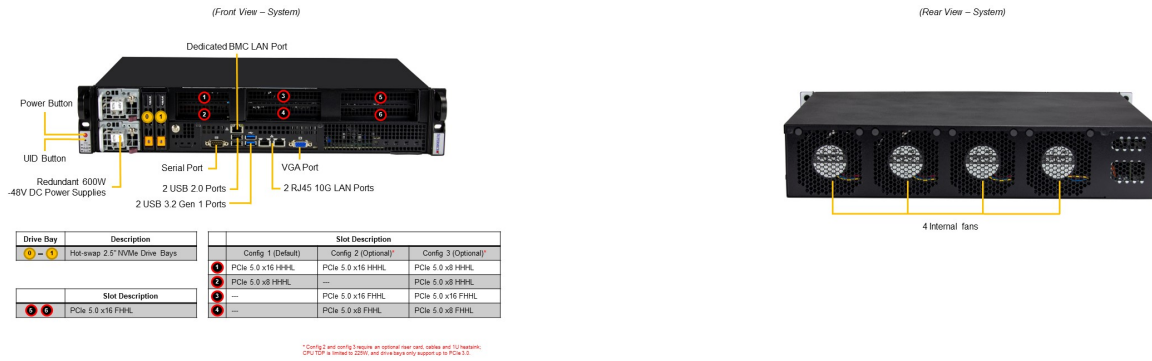 (Front View – System)
(Rear View – System)
Dedicated BMC LAN Port
Power Button
UID Button
Redundant 600W
-48V DC Power Supplies
Serial Port
VGA Port
2 USB 2.0 Ports
2 RJ45 10G LAN Ports
2 USB 3.2 Gen 1 Ports
1
3
5
2
4
6
0
1
4 Internal fans
Drive Bay Description
0 – 1 Hot-swap 2.5" NVMe Drive Bays
Slot Description
5 6 PCIe 5.0 x16 FHHL
Slot Description
Config 1 (Default) Config 2 (Optional)* Config 3 (Optional)*
1 PCIe 5.0 x16 HHHL PCIe 5.0 x16 HHHL PCIe 5.0 x8 HHHL
2 PCIe 5.0 x8 HHHL --- PCIe 5.0 x8 HHHL
3 --- PCIe 5.0 x16 FHHL PCIe 5.0 x16 FHHL
4 --- PCIe 5.0 x8 FHHL PCIe 5.0 x8 FHHL
* Config 2 and config 3 require an optional riser card, cables and 1U heatsink;
CPU TDP is limited to 225W, and drive bays only support up to PCIe 3.0.